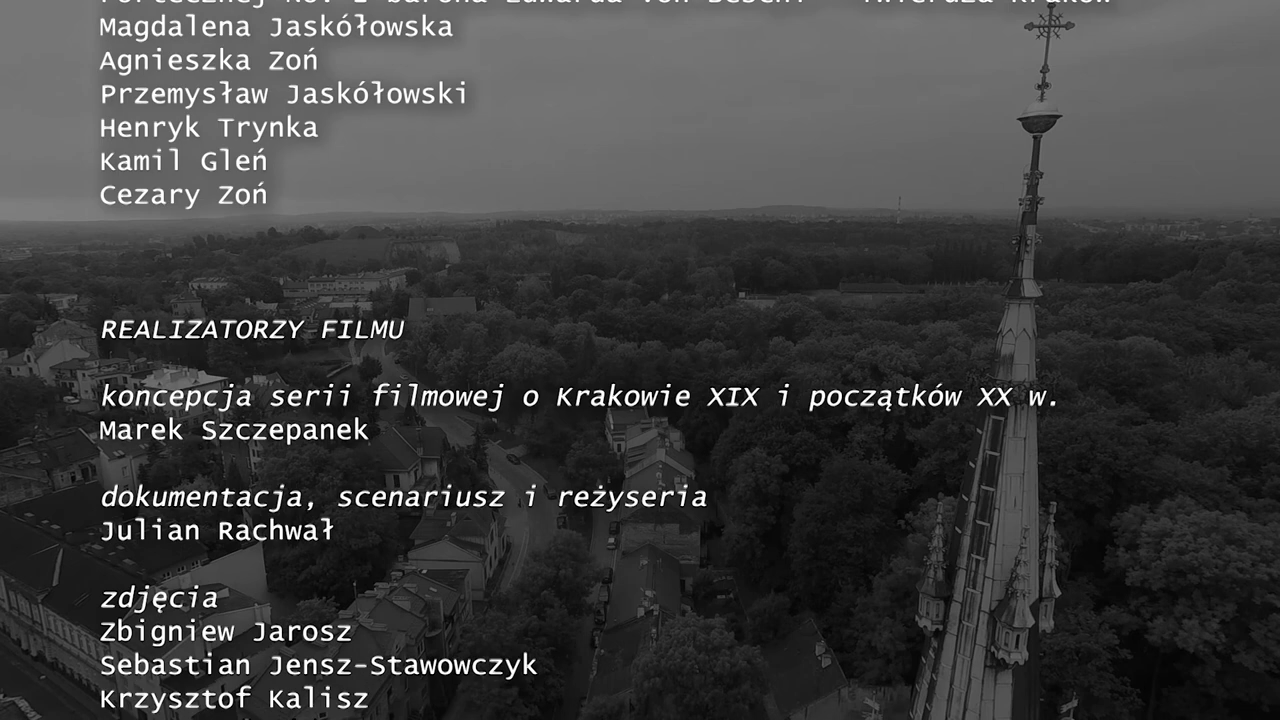 Magdalena Jaskółowska
Agnieszka Zoń
Przemysław Jaskółowski
Henryk Trynka
Kamil Gleń
Cezary Zoń
REALIZATORZY FILMU
koncepcja serii filmowej o Krakowie XIX i początków XX w.
Marek Szczepanek
dokumentacja, scenariusz i reżyseria
Julian Rachwał
zdjęcia
Zbigniew Jarosz
Sebastian Jensz-Stawowczyk
Krzysztof Kalisz